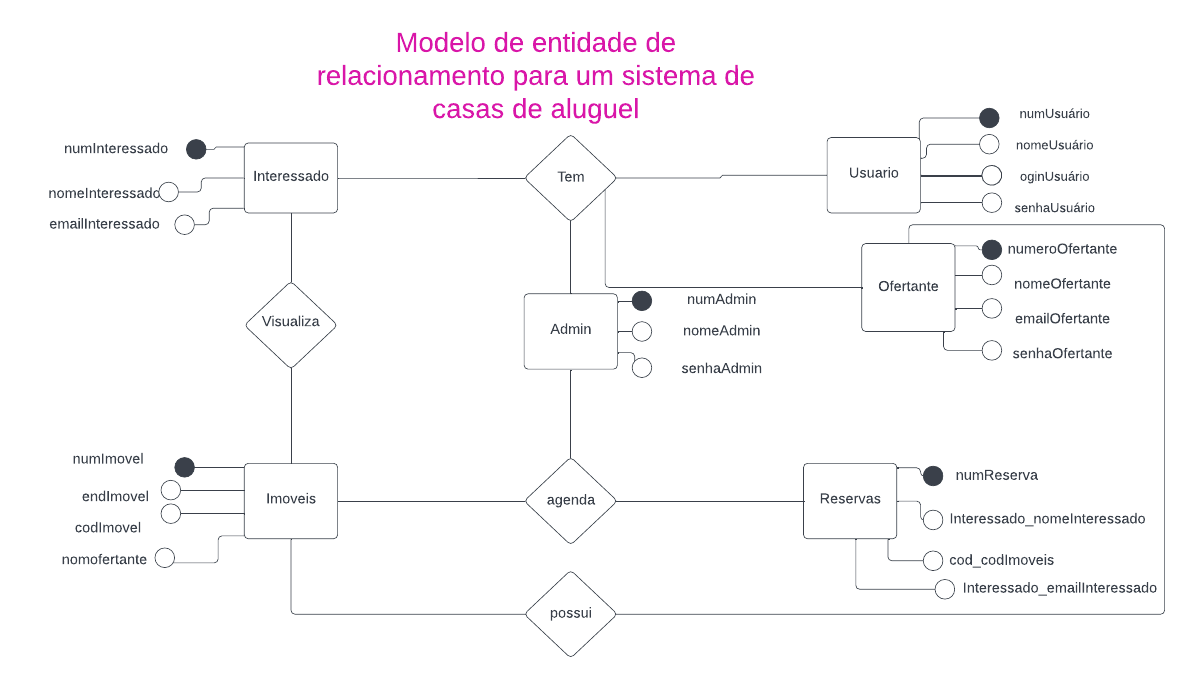 Modelo de entidade de
relacionamento para um sistema de
casas de aluguel
numInteressado
nomeInteressado
emailInteressado
Interessado
Tem
Usuario
numUsuário
nomeUsuário
oginUsuário
senhaUsuário
Ofertante
numeroOfertante
nomeOfertante
emailOfertante
senhaOfertante
Visualiza
Admin
numAdmin
nomeAdmin
senhaAdmin
numImovel
endImovel
codImovel
nomofertante
Imoveis
agenda
Reservas
numReserva
Interessado_nomeInteressado
cod_codImoveis
Interessado_emailInteressado
possui